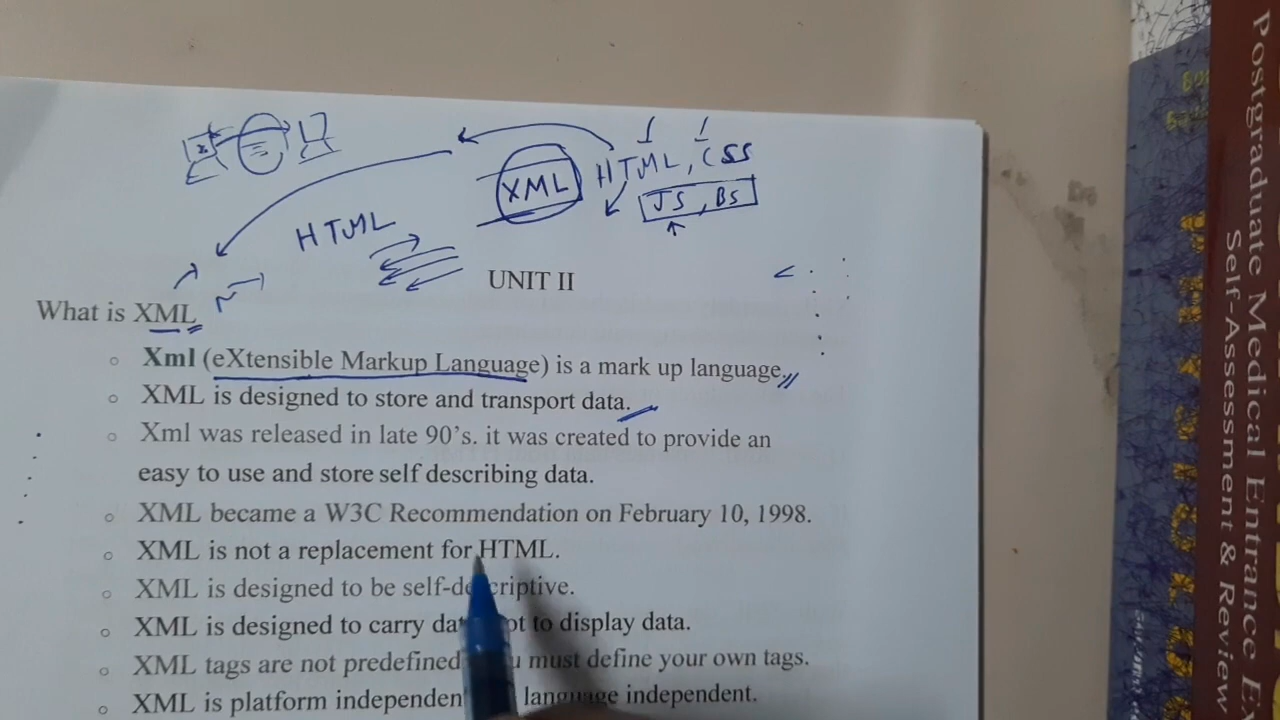 HTML, CSS
XML
JS, BS
HTML
UNIT II
What is XML
Xml (eXtensible Markup Language) is a mark up language.
XML is designed to store and transport data.
Xml was released in late 90's. it was created to provide an
easy to use and store self describing data.
XML became a W3C Recommendation on February 10, 1998.
XML is not a replacement for HTML.
XML is designed to be self-descriptive.
XML is designed to carry to display data.
XML tags are not predefined must define your own tags.
XML is platform language independent.
Postgraduate Medical Entrance
Self-Assessment & Review